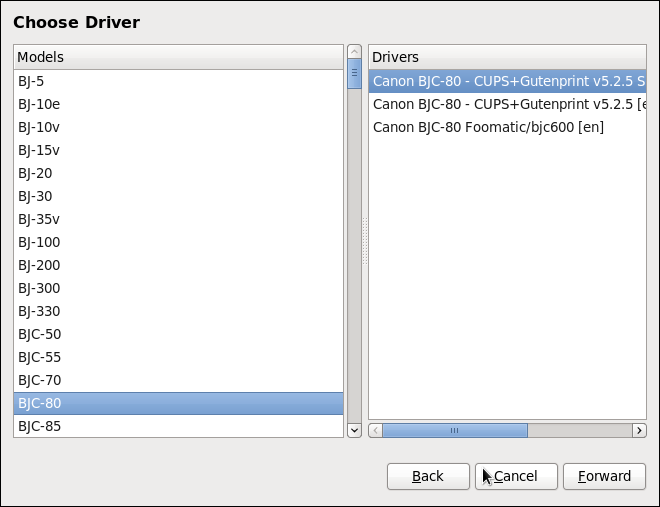 Choose Driver
Models
BJ-5
BJ-10e
BJ-10v
BJ-15v
BJ-20
BJ-30
BJ-35v
BJ-100
BJ-200
BJ-300
BJ-330
BJC-50
BJC-55
BJC-70
BJC-80
BJC-85
Drivers
Canon BJC-80 - CUPS+Gutenprint v5.2.5 S
Canon BJC-80 - CUPS+Gutenprint v5.2.5 [e
Canon BJC-80 Foomatic/bjc600 [en]
Back
Cancel
Forward